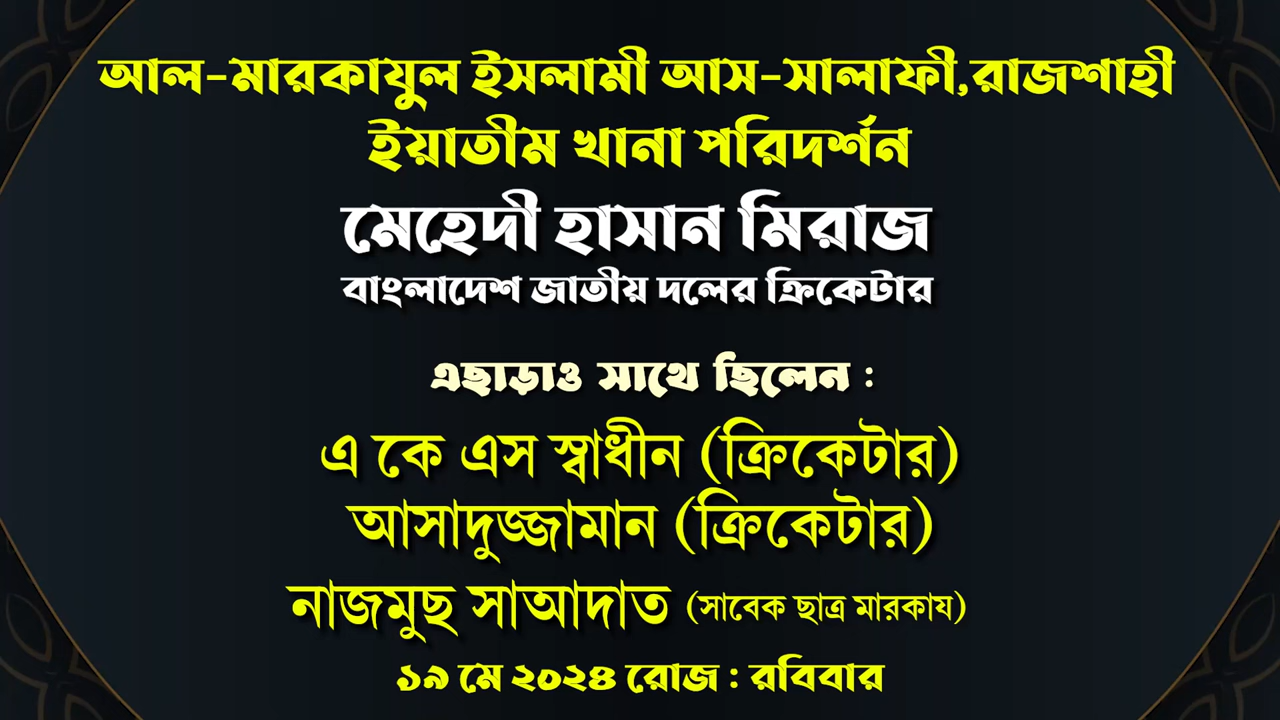 আল-মারকাযুল ইসলামী আস-সালাফী,রাজশাহী
ইয়াতীম খানা পরিদর্শন
মেহেদী হাসান মিরাজ
বাংলাদেশ জাতীয় দলের ক্রিকেটার
এছাড়াও সাথে ছিলেন :
এ কে এস স্বাধীন (ক্রিকেটার)
আসাদুজ্জামান (ক্রিকেটার)
নাজমুছ সাআদাত (সাবেক ছাত্র মারকায)
১৯ মে ২০২৪ রোজ : রবিবার